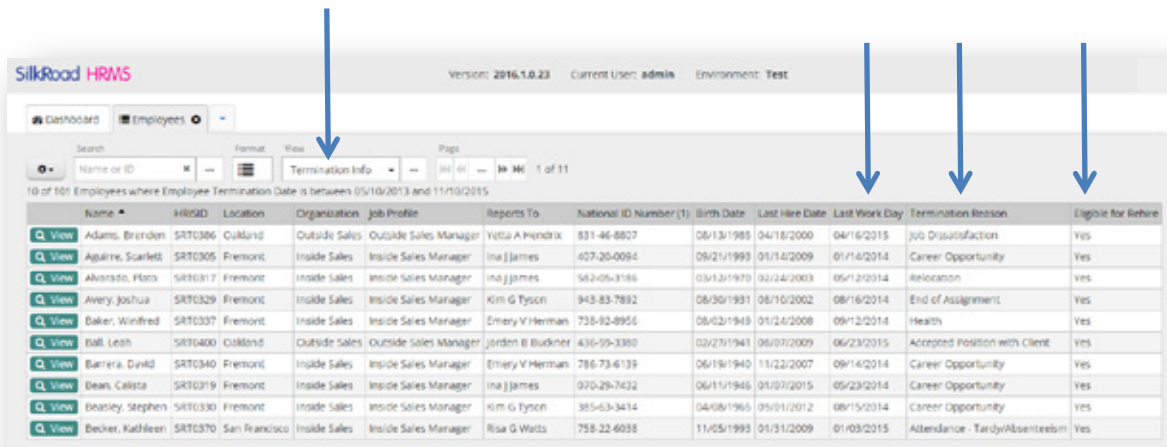 SilkRoad HRMS Version: 2016.1.0.23 Current User: admin Environment: Test
Dashboard Employees
Search Format View Page
Name or ID Termination Info 1 of 11
10 of 101 Employees where Employee Termination Date is between 05/10/2013 and 11/10/2015
Name HRISID Location Organization Job Profile Reports To National ID Number (1) Birth Date Last Hire Date Last Work Day Termination Reason Eligible for Rehire
View Adams, Brenden SRT0386 Oakland Outside Sales Outside Sales Manager Yetta A Hendrix 831-46-8807 08/13/1985 04/18/2000 04/16/2015 Job Dissatisfaction Yes
View Aguirre, Scarlett SRT0305 Fremont Inside Sales Inside Sales Manager Ina J James 407-20-0094 09/21/1993 01/14/2009 01/14/2014 Career Opportunity Yes
View Alvarado, Plato SRT0317 Fremont Inside Sales Inside Sales Manager Ina J James 582-05-3186 03/12/1970 02/24/2003 05/12/2014 Relocation Yes
View Avery, Joshua SRT0329 Fremont Inside Sales Inside Sales Manager Kim G Tyson 943-83-7892 08/30/1931 08/10/2002 08/16/2014 End of Assignment Yes
View Baker, Winifred SRT0337 Fremont Inside Sales Inside Sales Manager Emery V Herman 738-92-8956 08/02/1949 01/24/2008 09/12/2014 Health Yes
View Ball, Leah SRT0400 Oakland Outside Sales Outside Sales Manager Jorden B Buckner 436-59-3380 02/27/1941 08/07/2009 06/23/2015 Accepted Position with Client Yes
View Barrera, David SRT0340 Fremont Inside Sales Inside Sales Manager Emery V Herman 786-73-6139 06/19/1940 11/22/2007 09/14/2014 Career Opportunity Yes
View Bean, Calista SRT0319 Fremont Inside Sales Inside Sales Manager Ina J James 070-29-7432 06/11/1946 01/07/2015 05/23/2014 Career Opportunity Yes
View Beasley, Stephen SRT0330 Fremont Inside Sales Inside Sales Manager Kim G Tyson 385-63-3414 04/08/1965 05/01/2012 08/15/2014 Career Opportunity Yes
View Becker, Kathleen SRT0370 San Francisco Inside Sales Inside Sales Manager Risa G Watts 758-22-6038 11/05/1993 01/31/2009 01/03/2015 Attendance - Tardy/Absenteeism Yes